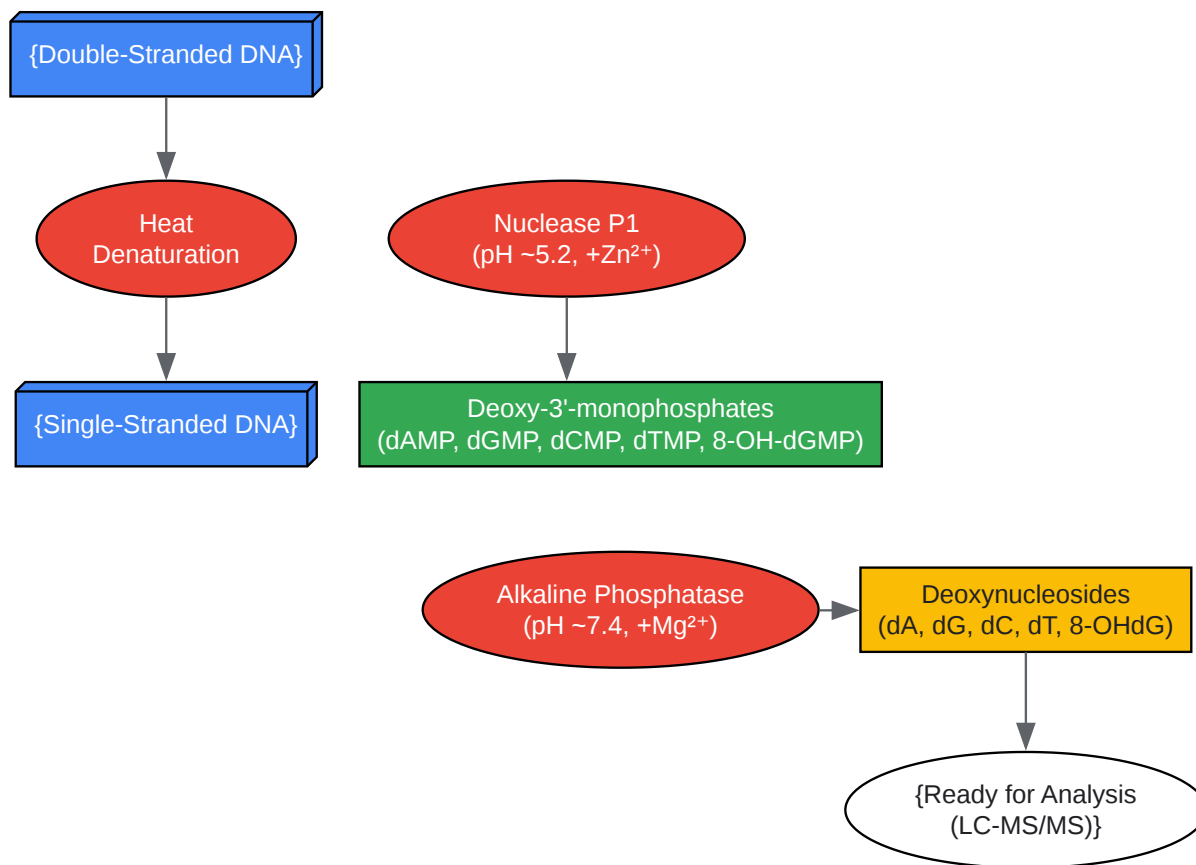 {Double-Stranded DNA}
Heat
Denaturation
Nuclease P1
(pH ~5.2, +Zn²⁺)
{Single-Stranded DNA}
Deoxy-3'-monophosphates
(dAMP, dGMP, dCMP, dTMP, 8-OH-dGMP)
Alkaline Phosphatase
(pH ~7.4, +Mg²⁺)
Deoxynucleosides
(dA, dG, dC, dT, 8-OHdG)
{Ready for Analysis
(LC-MS/MS)}